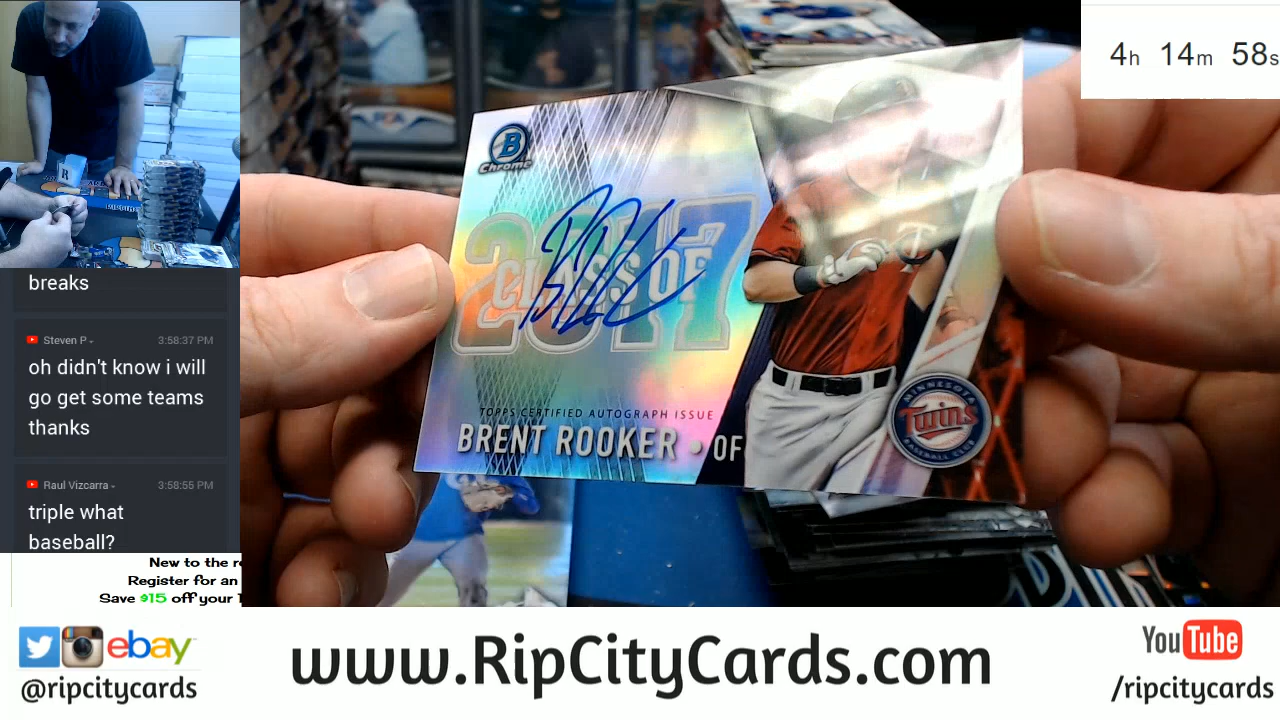 4h 14m 58s
B
Chrome
2017
CLASS OF
TOPPS CERTIFIED AUTOGRAPH ISSUE
BRENT ROOKER • OF
MINNESOTA
Twins
BASEBALL CLUB
T
R
breaks
Steven P
3:58:37 PM
oh didn't know i will
go get some teams
thanks
Raul Vizcarra
3:58:55 PM
triple what
baseball?
New to the r
Register for an
Save $15 off your
ebay
@ripcitycards
www.RipCityCards.com
YouTube
/ripcitycards